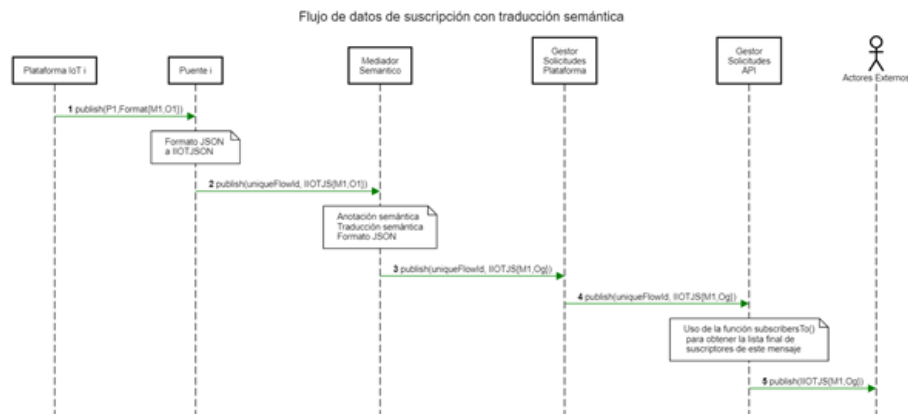 Flujo de datos de suscripción con traducción semántica
Plataforma IoT i
Puente i
Mediador
Semantico
Gestor
Solicitudes
Plataforma
Gestor
Solicitudes
API
Actores Externos
1 publish(P1,Format{M1,O1})
Formato JSON
a IIOTJSON
2 publish(uniqueFlowId, IIOTJS{M1,O1})
Anotación semántica
Traducción semántica
Formato JSON
3 publish(uniqueFlowId, IIOTJS{M1,Og})
4 publish(uniqueFlowId, IIOTJS{M1,Og})
Uso de la función subscribersTo()
para obtener la lista final de
suscriptores de este mensaje
5 publish(IIOTJS{M1,Og})